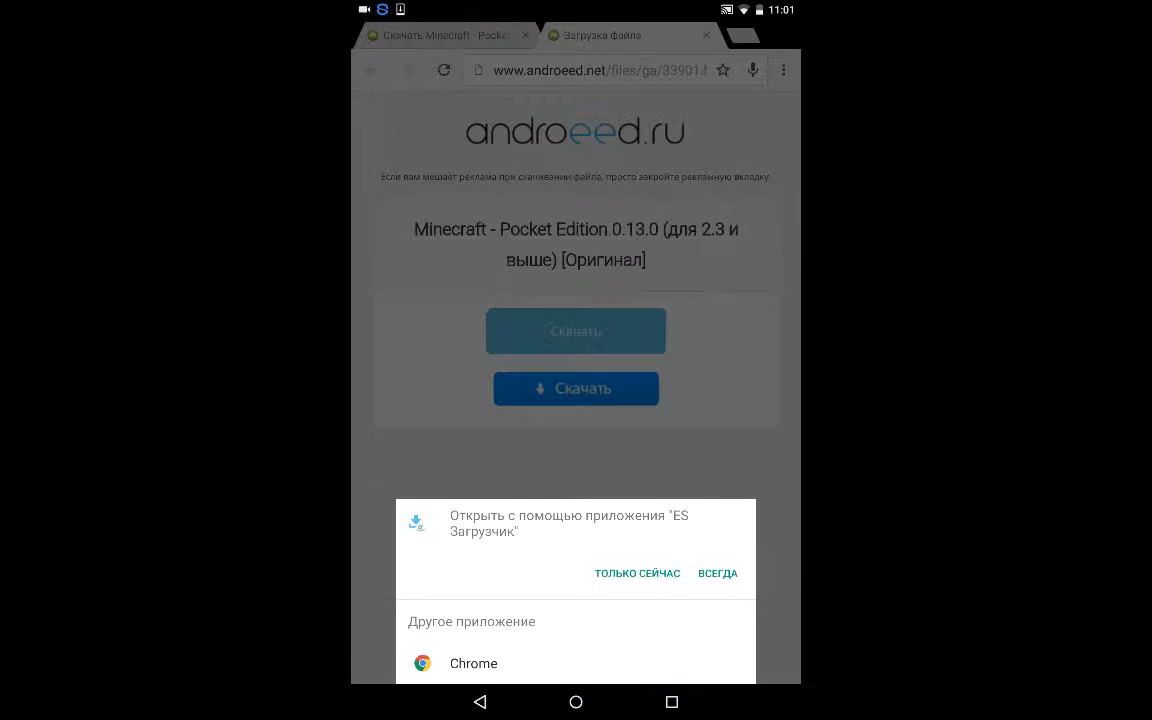 11:01
Скачать Minecraft - Pocke
Загрузка файла
www.androeed.net/files/ga/33901.h
androeed.ru
Если вам мешает реклама при скачивании файла, просто закройте рекламную вкладку.
Minecraft - Pocket Edition 0.13.0 (для 2.3 и
выше) [Оригинал]
Скачать
Скачать
Открыть с помощью приложения "ES
Загрузчик"
ТОЛЬКО СЕЙЧАС ВСЕГДА
Другое приложение
Chrome